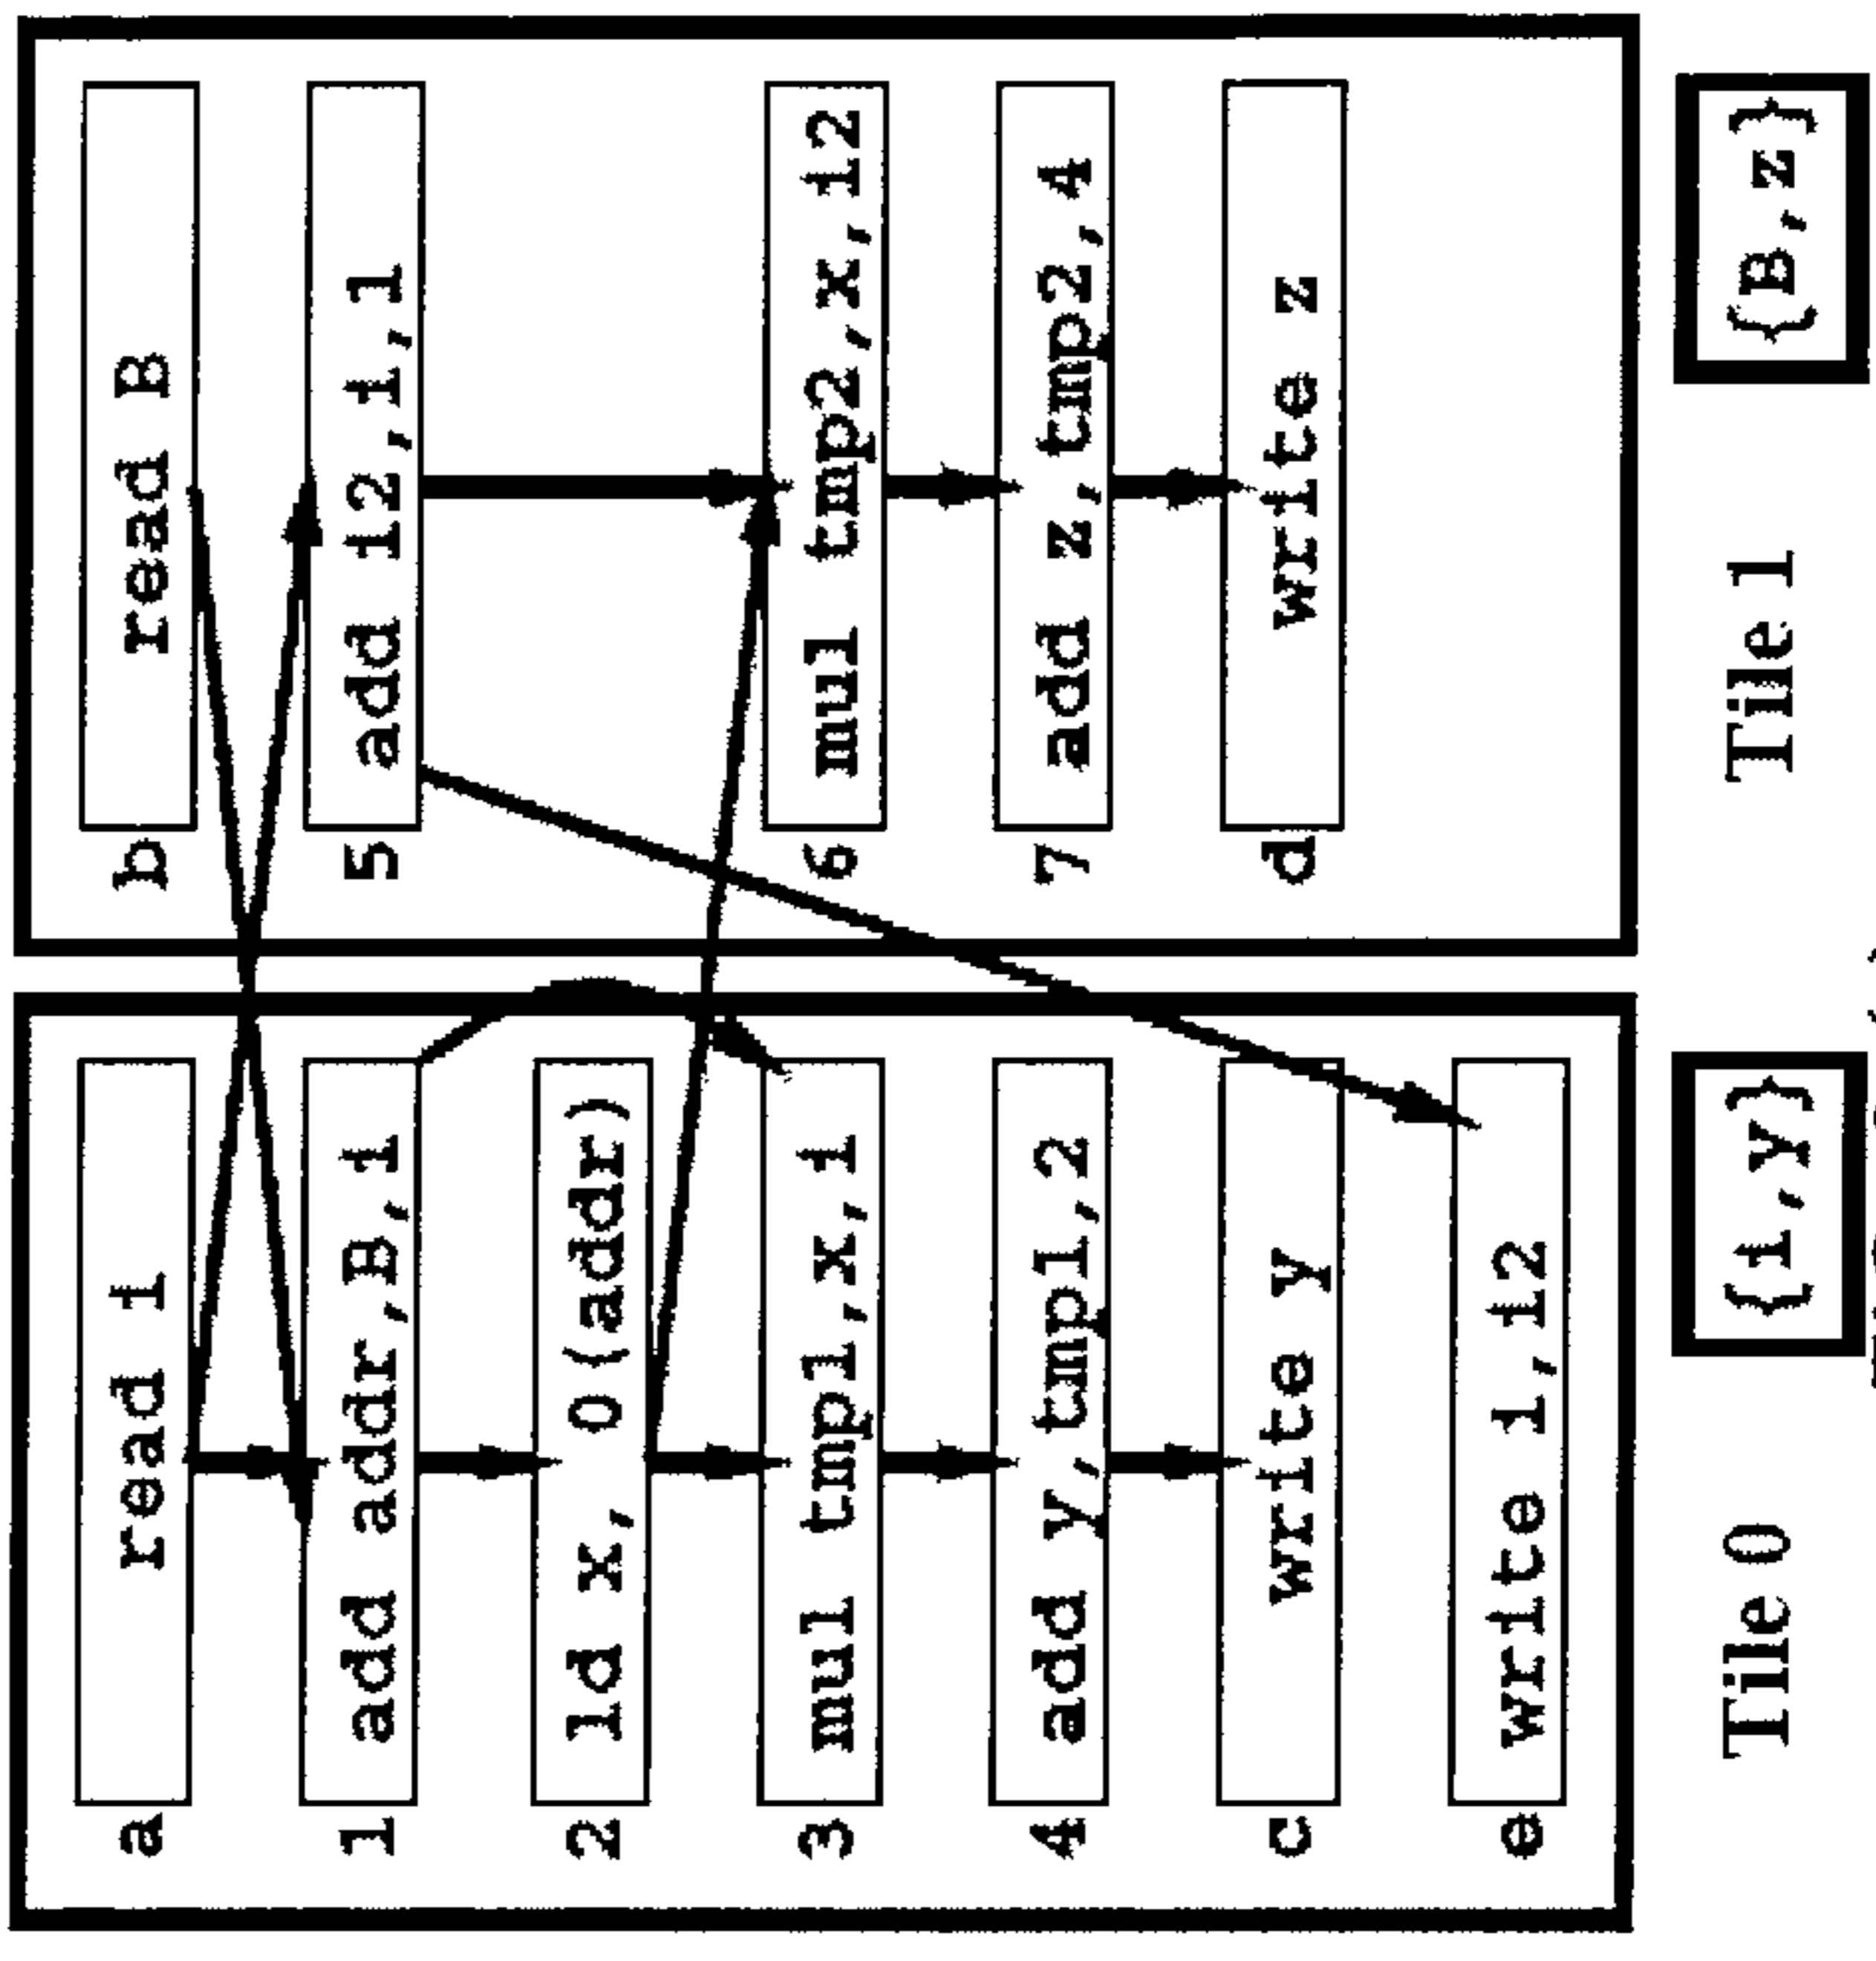 a read i
1 add addr,B,i
2 ld x, 0(addr)
3 mul tmp1,x,i
4 add y, tmp1,2
c write y
e write i,i2
Tile 0 {i,y}
b read B
5 add i2,i,1
6 mul tmp2,x,i2
7 add z,tmp2,4
d write z
Tile 1 {B,z}